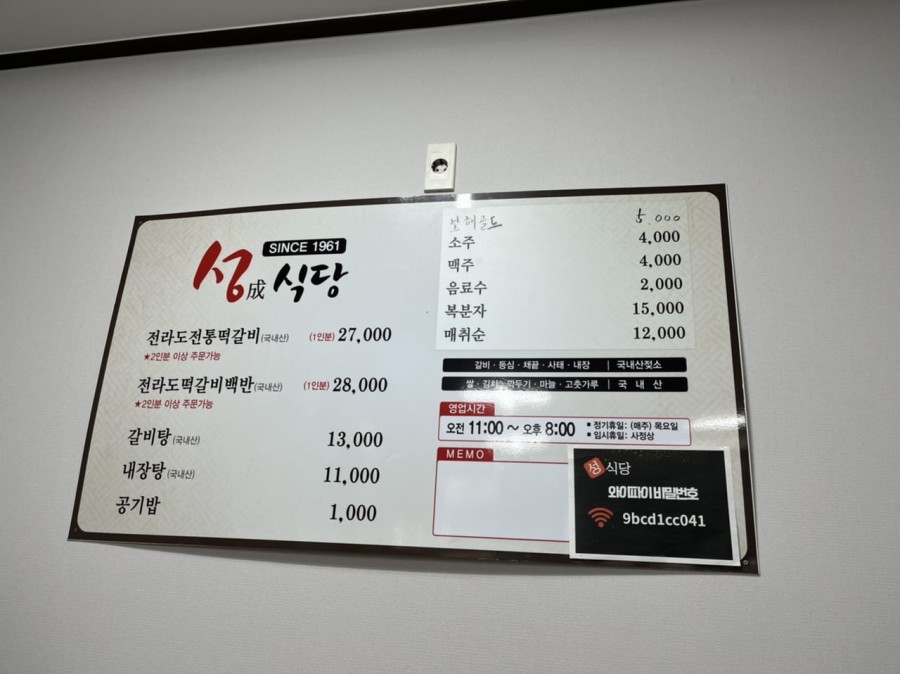 SINCE 1961
성 成 식당
전라도전통떡갈비(국내산) (1인분) 27,000
★2인분 이상 주문가능
전라도떡갈비백반(국내산) (1인분) 28,000
★2인분 이상 주문가능
갈비탕(국내산) 13,000
내장탕(국내산) 11,000
공기밥 1,000
보해골드 5.000
소주 4,000
맥주 4,000
음료수 2,000
복분자 15,000
매취순 12,000
갈비 · 등심 · 채끝 · 사태 · 내장 | 국내산젖소
쌀 · 김치 · 깍두기 · 마늘 · 고춧가루 | 국 내 산
영업시간
오전 11:00 ~ 오후 8:00
■ 정기휴일: (매주) 목요일
■ 임시휴일: 사정상
MEMO
성 식당
와이파이 비밀번호
9bcd1cc041